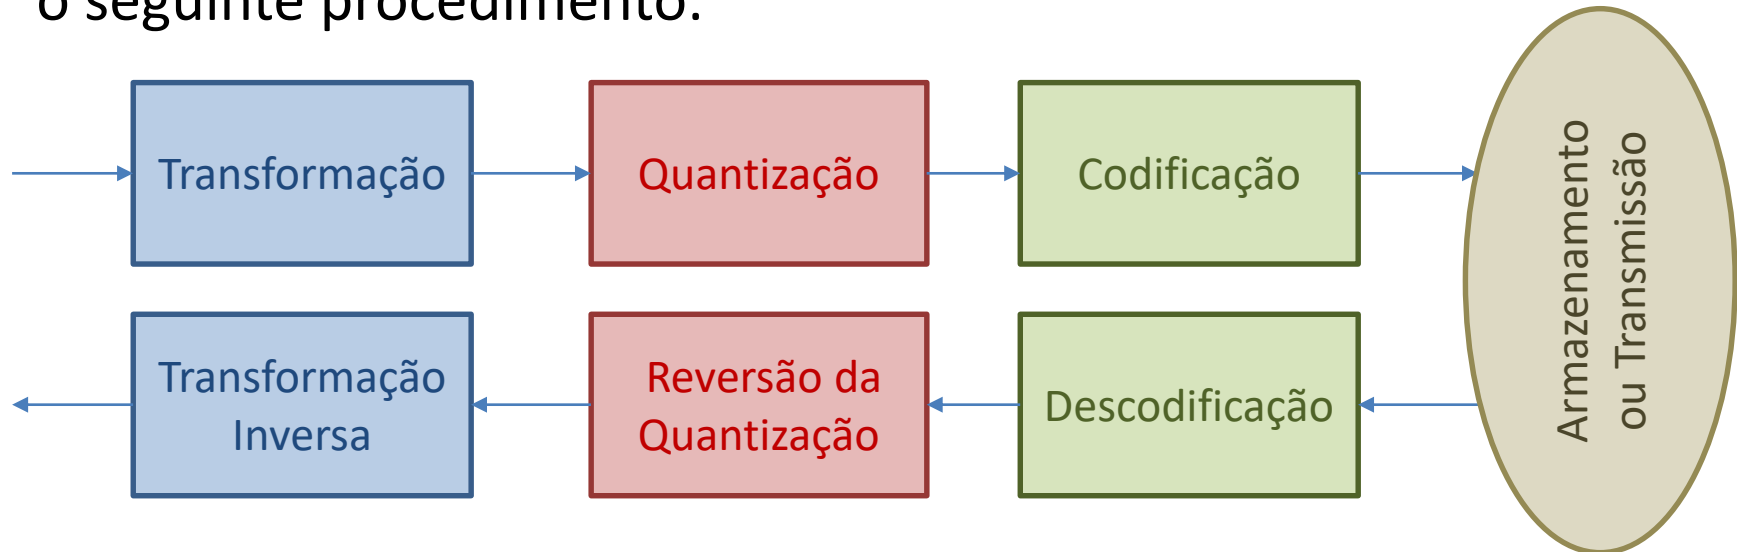 o seguinte procedimento:
Transformação
Quantização
Codificação
Armazenamento
ou Transmissão
Transformação
Inversa
Reversão da
Quantização
Descodificação